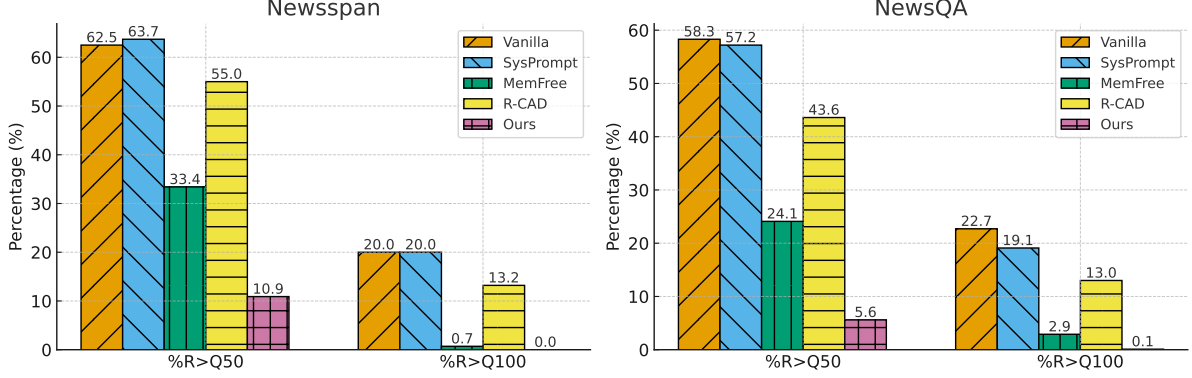 Newsspan
Percentage (%)
60
50
40
30
20
10
0
62.5
63.7
33.4
55.0
10.9
20.0
20.0
0.7
13.2
0.0
%R>Q50
%R>Q100
Vanilla
SysPrompt
MemFree
R-CAD
Ours
NewsQA
Percentage (%)
60
50
40
30
20
10
0
58.3
57.2
24.1
43.6
5.6
22.7
19.1
2.9
13.0
0.1
%R>Q50
%R>Q100
Vanilla
SysPrompt
MemFree
R-CAD
Ours